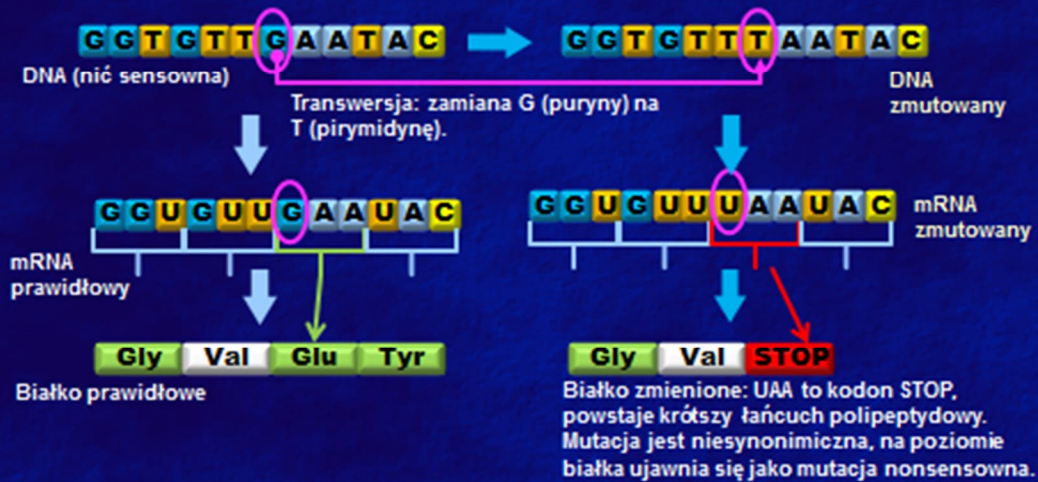 GGTGTTGAATAC GGTGTTTAATAC
DNA (nić sensowna)
DNA
zmutowany
Transwersja: zamiana G (puryny) na
T (pirymidynę).
GGUGUUGAAUAC
GGUGUUUAAUAC
mRNA
zmutowany
mRNA
prawidłowy
Gly Val Glu Tyr
Gly Val STOP
Białko prawidłowe
Białko zmienione: UAA to kodon STOP,
powstaje krótszy łańcuch polipeptydowy.
Mutacja jest niesynonimiczna, na poziomie
białka ujawnia się jako mutacja nonsensowna.